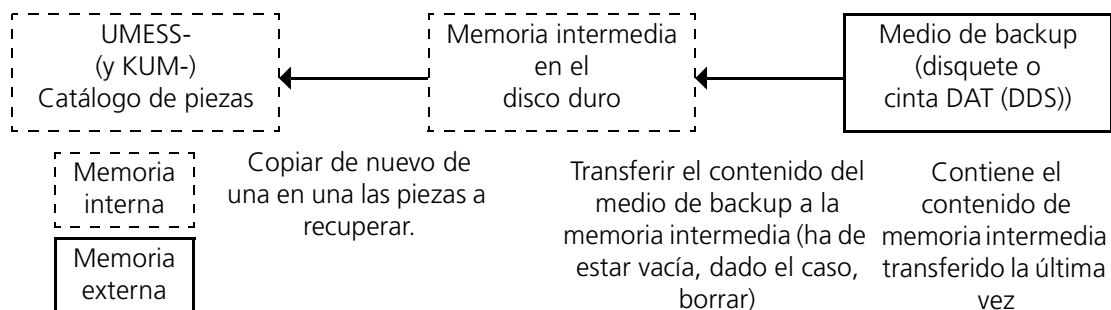 UMESS-
(y KUM-)
Catálogo de piezas
Memoria intermedia
en el
disco duro
Medio de backup
(disquete o
cinta DAT (DDS))
Memoria
interna
Memoria
externa
Copiar de nuevo de
una en una las piezas a
recuperar.
Transferir el contenido del
medio de backup a la
memoria intermedia (ha de
estar vacía, dado el caso,
borrar)
Contiene el
contenido de
memoria intermedia
transferido la última
vez